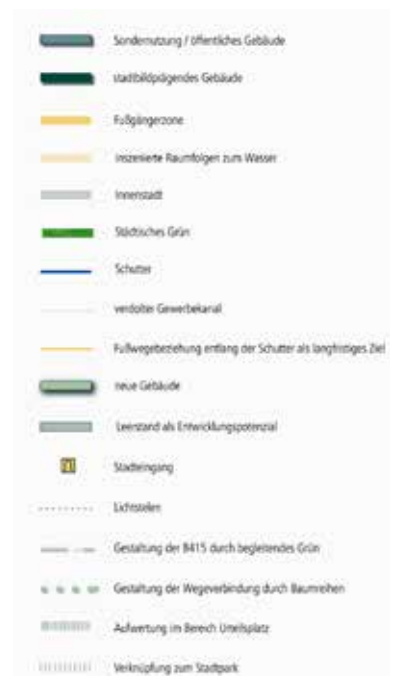 Sondernutzung / öffentliches Gebäude
stadtbildprägendes Gebäude
Fußgängerzone
inszenierte Raumfolgen zum Wasser
Innenstadt
Städtisches Grün
Schutter
verdolter Gewerbekanal
Fußwegebeziehung entlang der Schutter als langfristiges Ziel
neue Gebäude
Leerstand als Entwicklungspotenzial
Stadteingang
Lichtstelen
Gestaltung der B415 durch begleitendes Grün
Gestaltung der Wegeverbindung durch Baumreihen
Aufwertung im Bereich Urteilsplatz
Verknüpfung zum Stadtpark